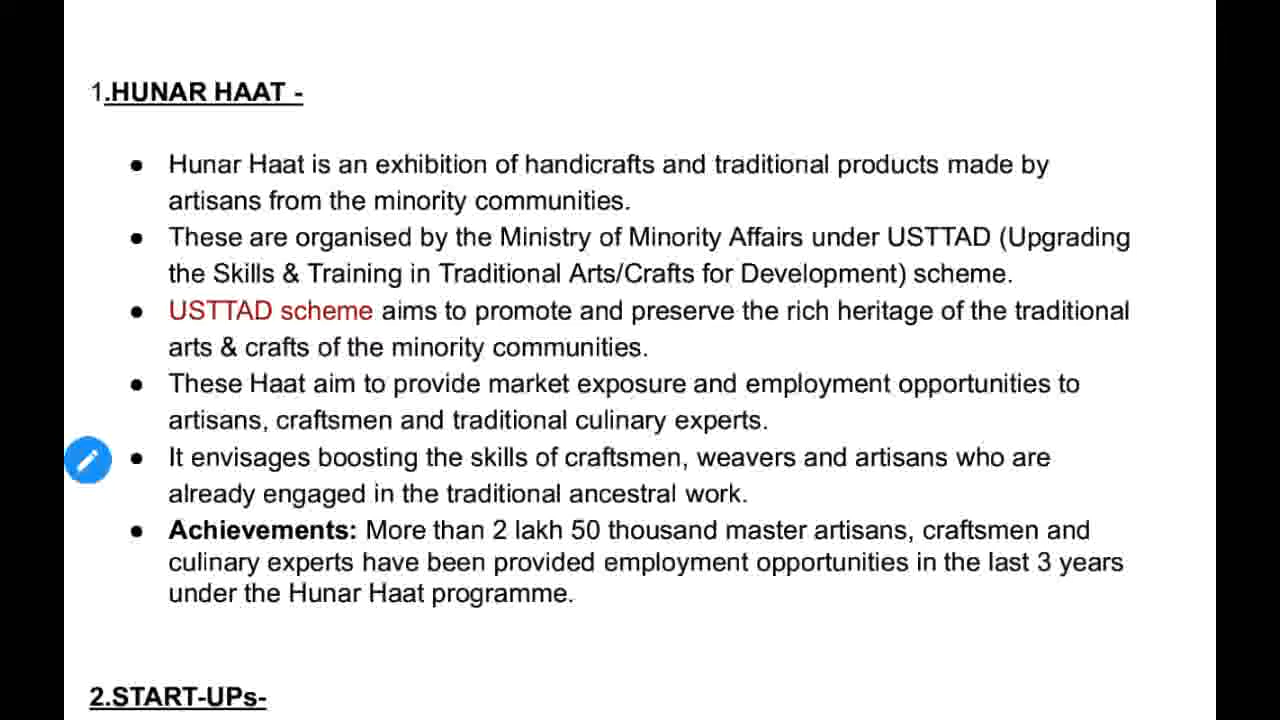 1.HUNAR HAAT -
● Hunar Haat is an exhibition of handicrafts and traditional products made by
artisans from the minority communities.
● These are organised by the Ministry of Minority Affairs under USTTAD (Upgrading
the Skills & Training in Traditional Arts/Crafts for Development) scheme.
● USTTAD scheme aims to promote and preserve the rich heritage of the traditional
arts & crafts of the minority communities.
● These Haat aim to provide market exposure and employment opportunities to
artisans, craftsmen and traditional culinary experts.
● It envisages boosting the skills of craftsmen, weavers and artisans who are
already engaged in the traditional ancestral work.
● Achievements: More than 2 lakh 50 thousand master artisans, craftsmen and
culinary experts have been provided employment opportunities in the last 3 years
under the Hunar Haat programme.
2.START-UPs-